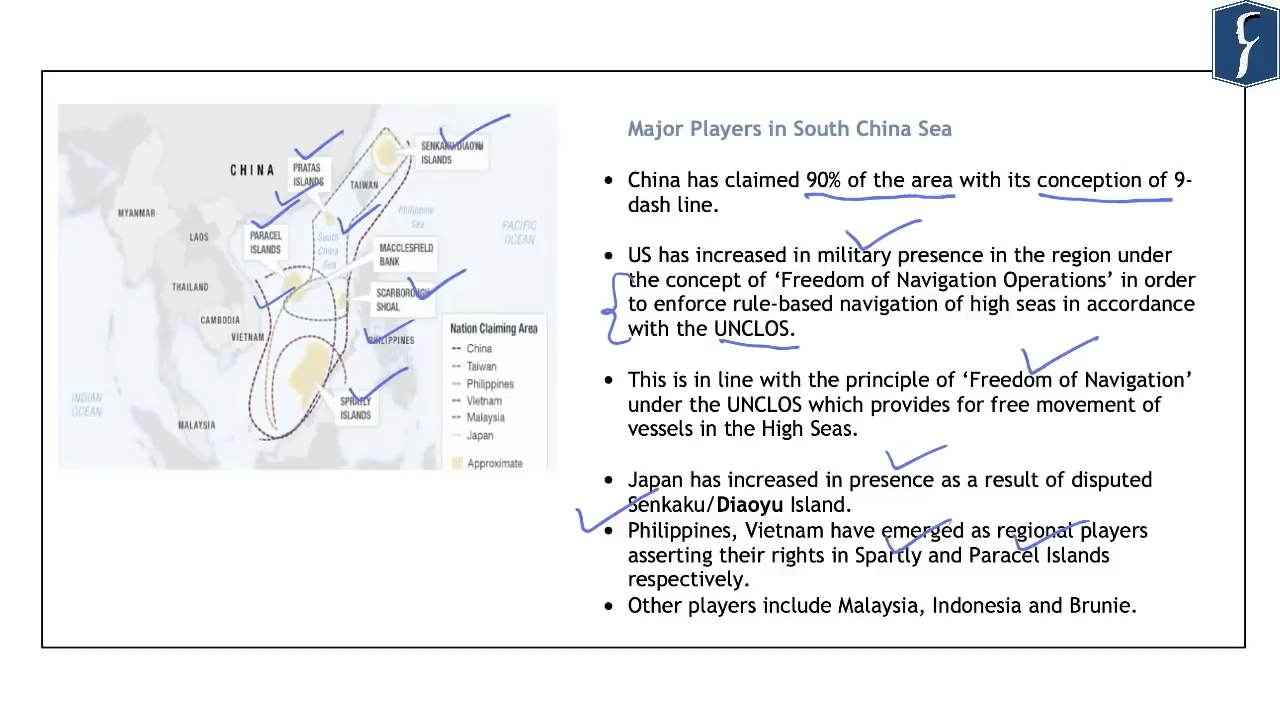 SENKAKU/DIAOYU
ISLANDS
CHINA
PRATAS
ISLANDS
TAIWAN
MYANMAR
Philippine
Sea
PACIFIC
OCEAN
LAOS
PARACEL
ISLANDS
South
China
Sea
MACCLESFIELD
BANK
THAILAND
SCARBOROUGH
SHOAL
CAMBODIA
VIETNAM
PHILIPPINES
INDIAN
OCEAN
SPRATLY
ISLANDS
MALAYSIA
Nation Claiming Area
China
Taiwan
Philippines
Vietnam
Malaysia
Japan
Approximate
Major Players in South China Sea
• China has claimed 90% of the area with its conception of 9-
dash line.
• US has increased in military presence in the region under
the concept of ‘Freedom of Navigation Operations’ in order
to enforce rule-based navigation of high seas in accordance
with the UNCLOS.
• This is in line with the principle of ‘Freedom of Navigation’
under the UNCLOS which provides for free movement of
vessels in the High Seas.
• Japan has increased in presence as a result of disputed
Senkaku/Diaoyu Island.
• Philippines, Vietnam have emerged as regional players
asserting their rights in Spartly and Paracel Islands
respectively.
• Other players include Malaysia, Indonesia and Brunie.